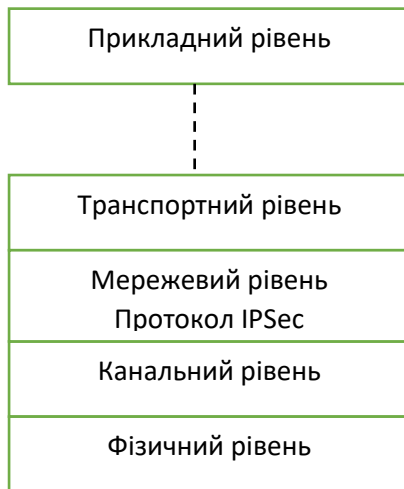 Прикладний рівень
Транспортний рівень
Мережевий рівень
Протокол IPSec
Канальний рівень
Фізичний рівень